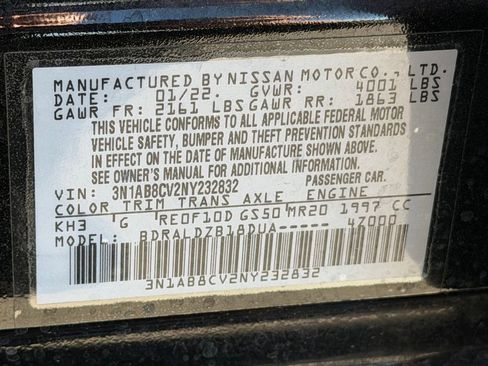 MANUFACTURED BY NISSAN MOTOR CO., LTD.
DATE: 01/22. GVWR: 4001 LBS
GAWR FR: 2161 LBS GAWR RR: 1863 LBS
THIS VEHICLE CONFORMS TO ALL APPLICABLE FEDERAL MOTOR
VEHICLE SAFETY, BUMPER AND THEFT PREVENTION STANDARDS
IN EFFECT ON THE DATE OF MANUFACTURE SHOWN ABOVE.
SEE OWNER'S MANUAL FOR ADDITIONAL INFORMATION.
VIN: 3N1AB8CV2NY232832 PASSENGER CAR.
COLOR TRIM TRANS AXLE ENGINE
KH3 'G RE0F10D GS50 MR20 1997 CC
MODEL: BDRALDZB18DUA----- 47000
3N1AB8CV2NY232832